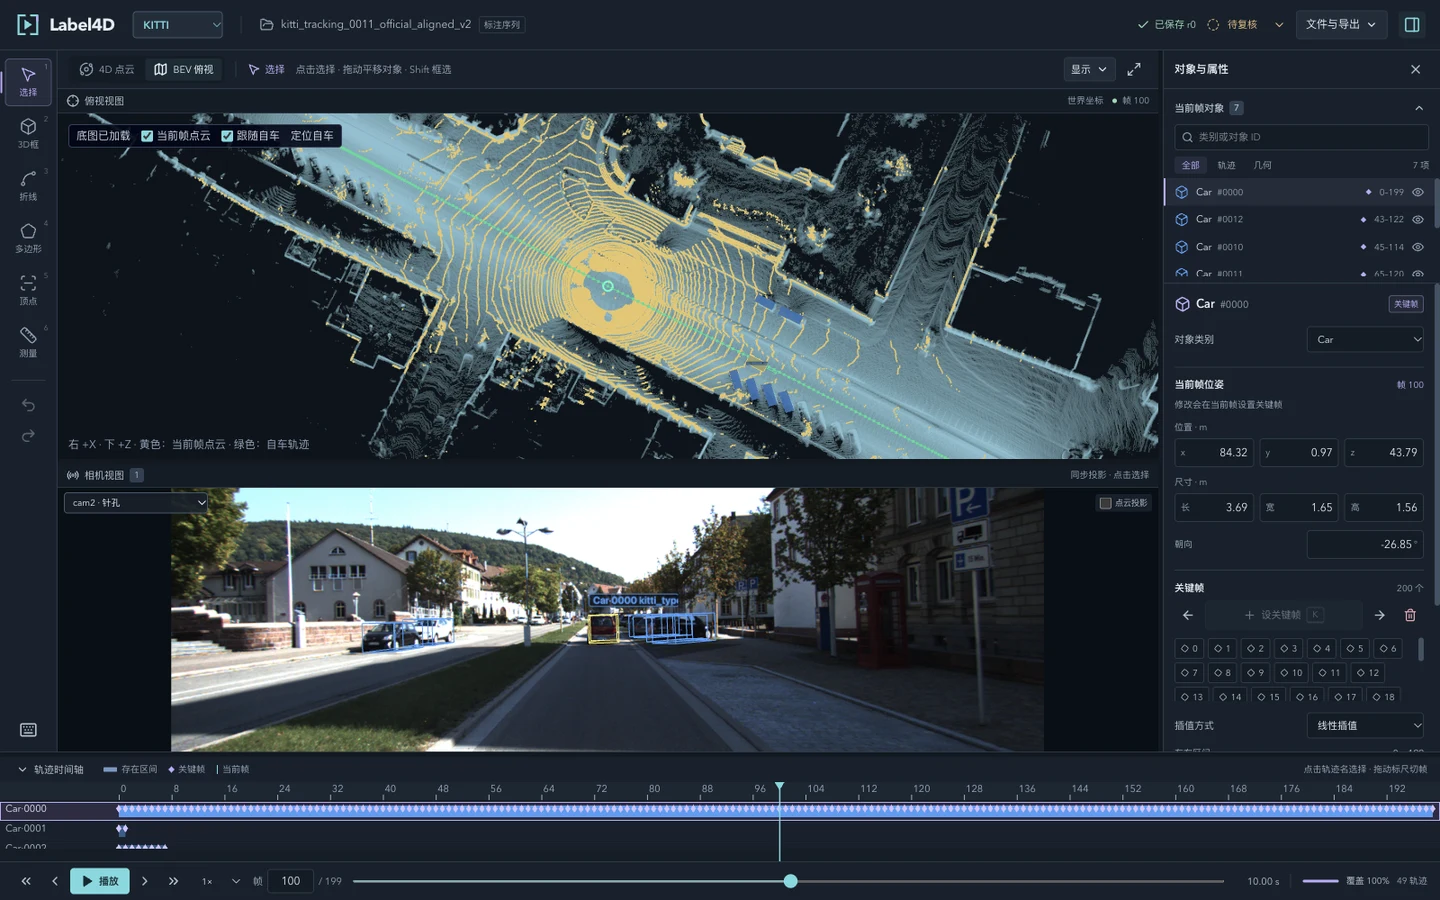 Label4D
KITTI
kitti_tracking_0011_official_aligned_v2
标注序列
已保存 r0
待复核
文件与导出
选择 1
3D框 2
折线 3
多边形 4
顶点 5
测量 6
4D 点云
BEV 俯视
选择 点击选择 · 拖动平移对象 · Shift 框选
显示
俯视视图
世界坐标 帧 100
底图已加载 当前帧点云 跟随自车 定位自车
右 +X · 下 +Z · 黄色：当前帧点云 · 绿色：自车轨迹
相机视图 1
同步投影 · 点击选择
cam2 · 针孔
点云投影
Car·0000 kitti_typ
P
对象与属性
当前帧对象 7
类别或对象 ID
全部 轨迹 几何 7 项
Car #0000 0–199
Car #0012 43–122
Car #0010 45–114
Car #0011 65–120
Car #0000 关键帧
对象类别 Car
当前帧位姿 帧 100
修改会在当前帧设置关键帧
位置 · m
x 84.32 y 0.97 z 43.79
尺寸 · m
长 3.69 宽 1.65 高 1.56
朝向 -26.85°
关键帧 200 个
设关键帧 K
0 1 2 3 4 5 6
7 8 9 10 11 12
13 14 15 16 17 18
插值方式 线性插值
轨迹时间轴 存在区间 关键帧 当前帧
点击轨迹名选择 · 拖动标尺切帧
0 8 16 24 32 40 48 56 64 72 80 88 96 104 112 120 128 136 144 152 160 168 176 184 192
Car·0000
Car·0001
Car·0002
播放
1×
帧 100 / 199
10.00 s
覆盖 100% 49 轨迹